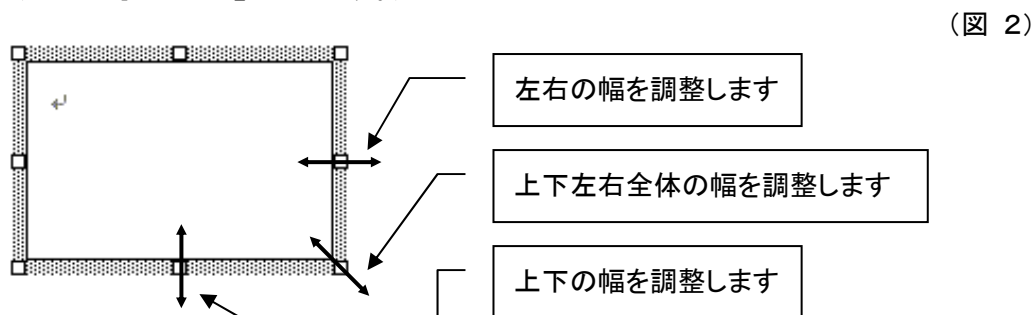 (図 2)
左右の幅を調整します
上下左右全体の幅を調整します
上下の幅を調整します